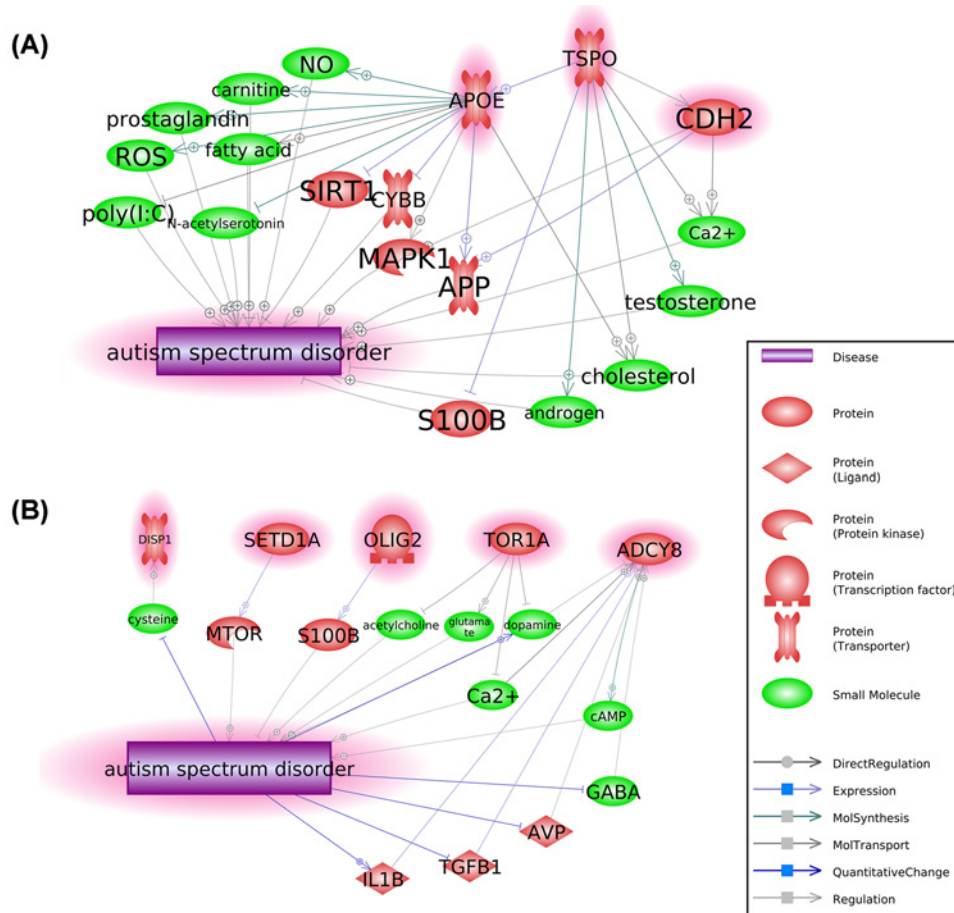 (A)
NO
TSPO
carnitine
APOE
prostaglandin
CDH2
ROS
fatty acid
SIRT1
CYBB
poly(I:C)
N-acetylserotonin
Ca2+
MAPK1
APP
testosterone
autism spectrum disorder
cholesterol
S100B
androgen
Disease
Protein
Protein
(Ligand)
Protein
(Protein kinase)
Protein
(Transcription factor)
Protein
(Transporter)
Small Molecule
DirectRegulation
Expression
MolSynthesis
MolTransport
QuantitativeChange
Regulation
(B)
DISP1
SETD1A
OLIG2
TOR1A
ADCY8
cysteine
MTOR
S100B
acetylcholine
glutama
te
dopamine
Ca2+
cAMP
autism spectrum disorder
GABA
AVP
TGFB1
IL1B